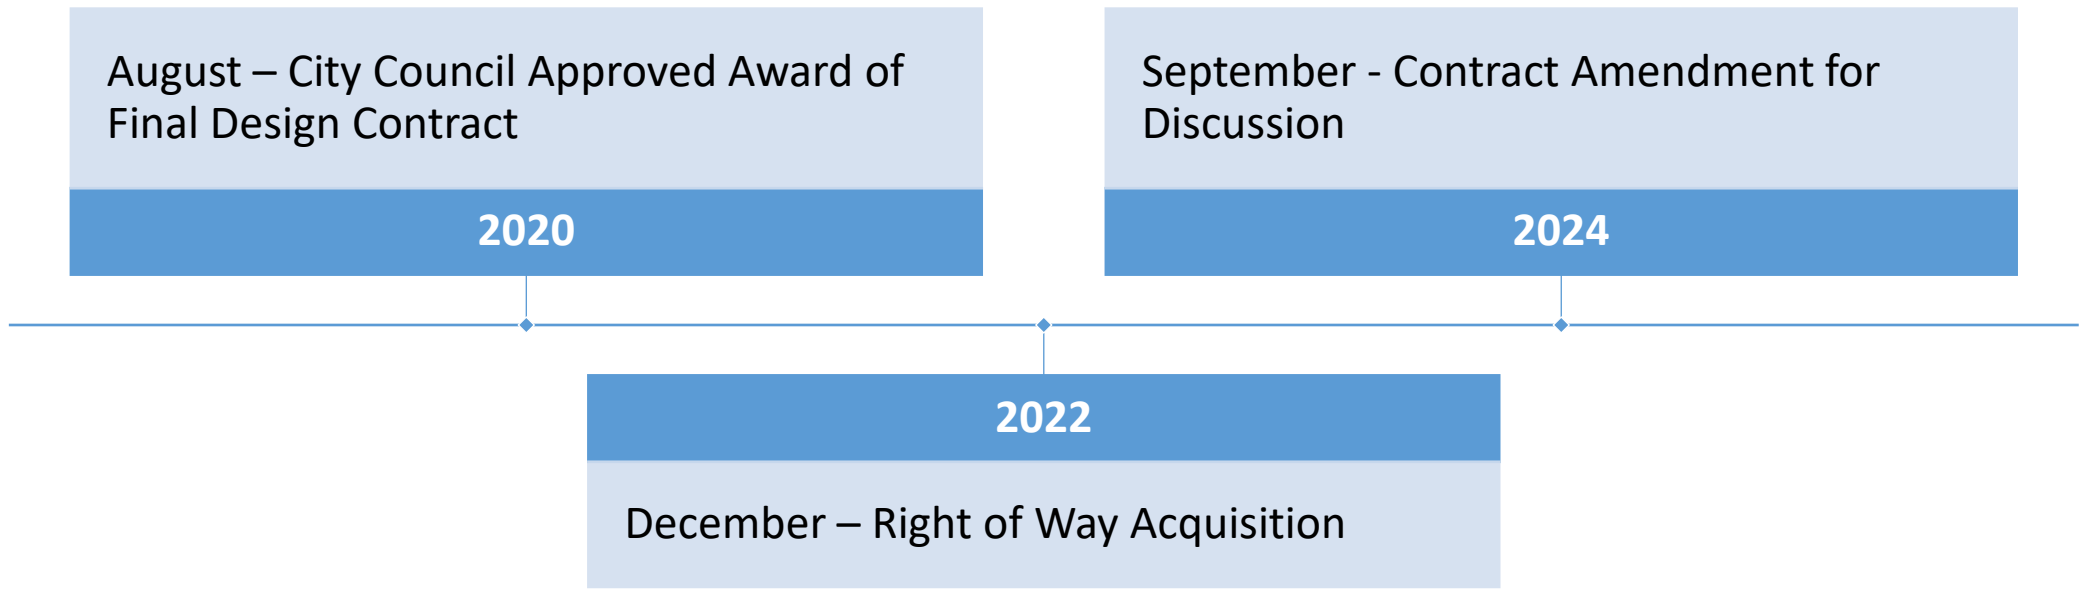 August – City Council Approved Award of
Final Design Contract
2020
September - Contract Amendment for
Discussion
2024
2022
December – Right of Way Acquisition